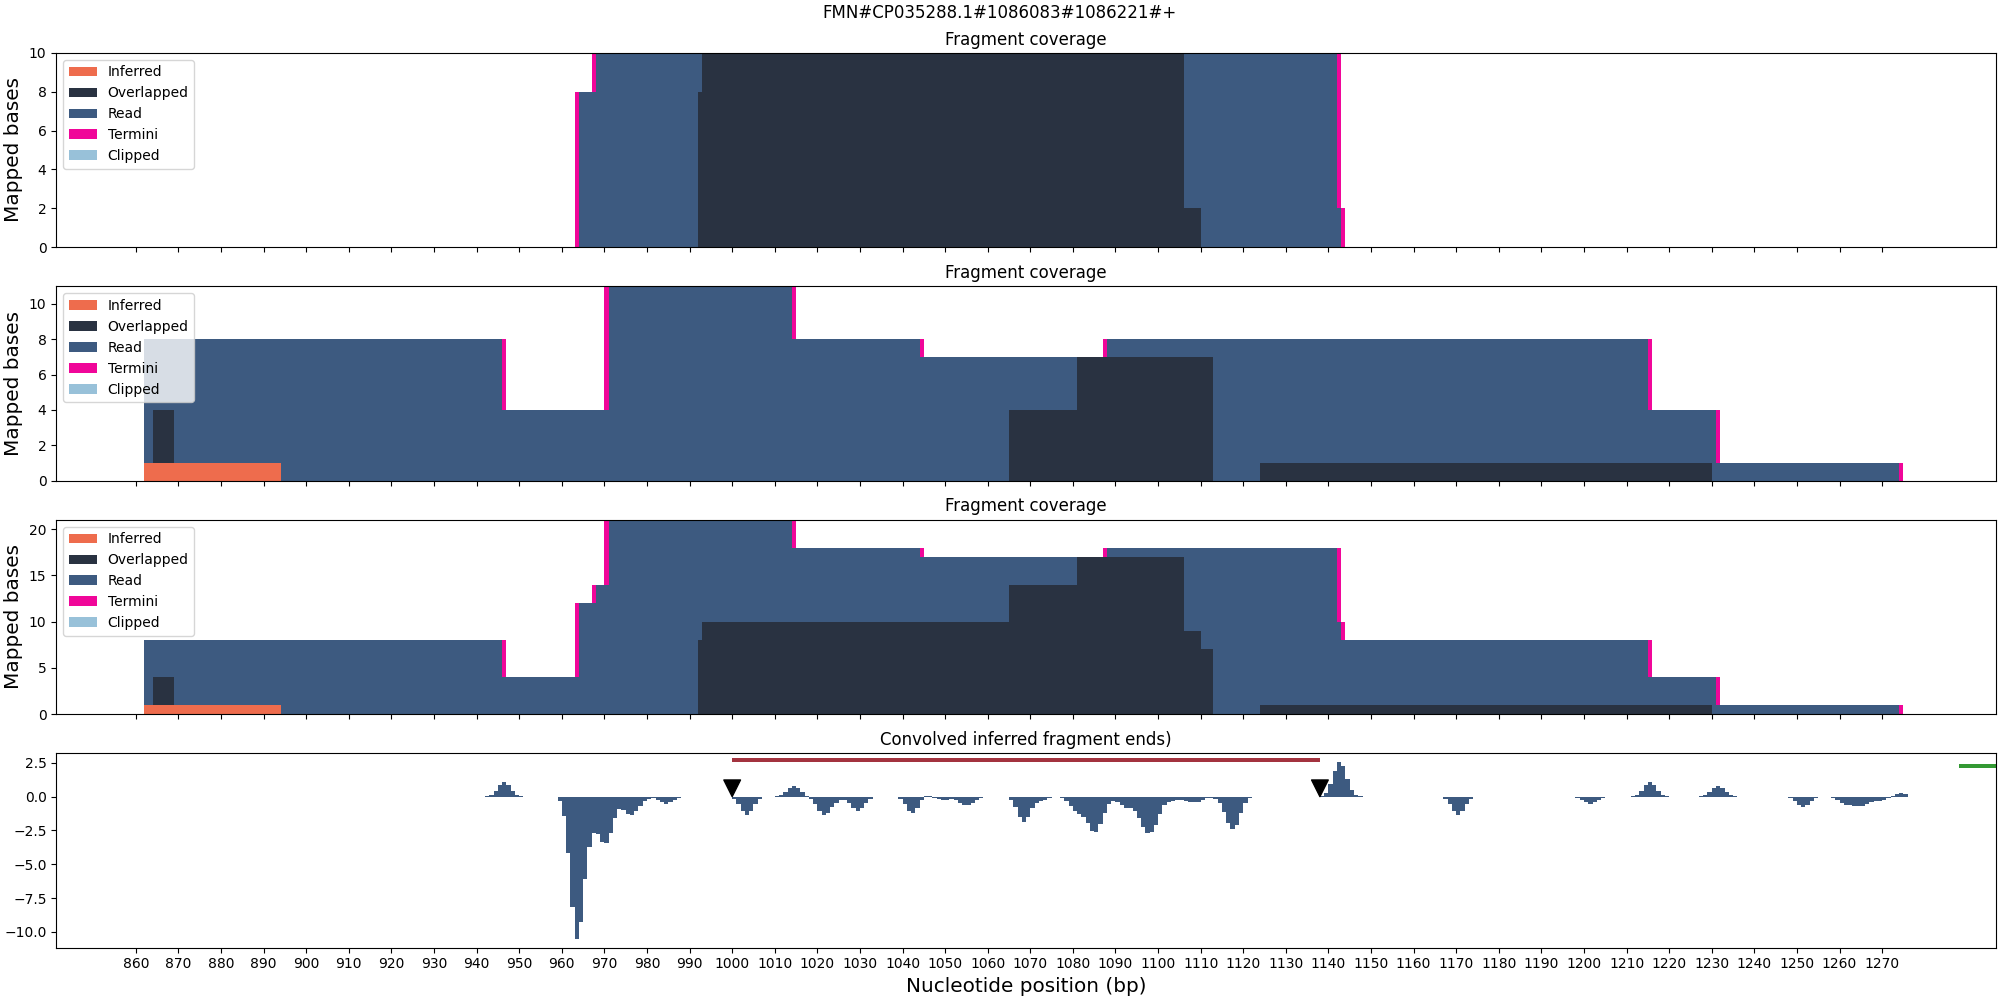 FMN#CP035288.1#1086083#1086221#+
Fragment coverage
10
8
6
4
2
0
Mapped bases
Inferred
Overlapped
Read
Termini
Clipped
Fragment coverage
10
8
6
4
2
0
Mapped bases
Inferred
Overlapped
Read
Termini
Clipped
Fragment coverage
20
15
10
5
0
Mapped bases
Inferred
Overlapped
Read
Termini
Clipped
Convolved inferred fragment ends)
2.5
0.0
−2.5
−5.0
−7.5
−10.0
860 870 880 890 900 910 920 930 940 950 960 970 980 990 1000 1010 1020 1030 1040 1050 1060 1070 1080 1090 1100 1110 1120 1130 1140 1150 1160 1170 1180 1190 1200 1210 1220 1230 1240 1250 1260 1270
Nucleotide position (bp)